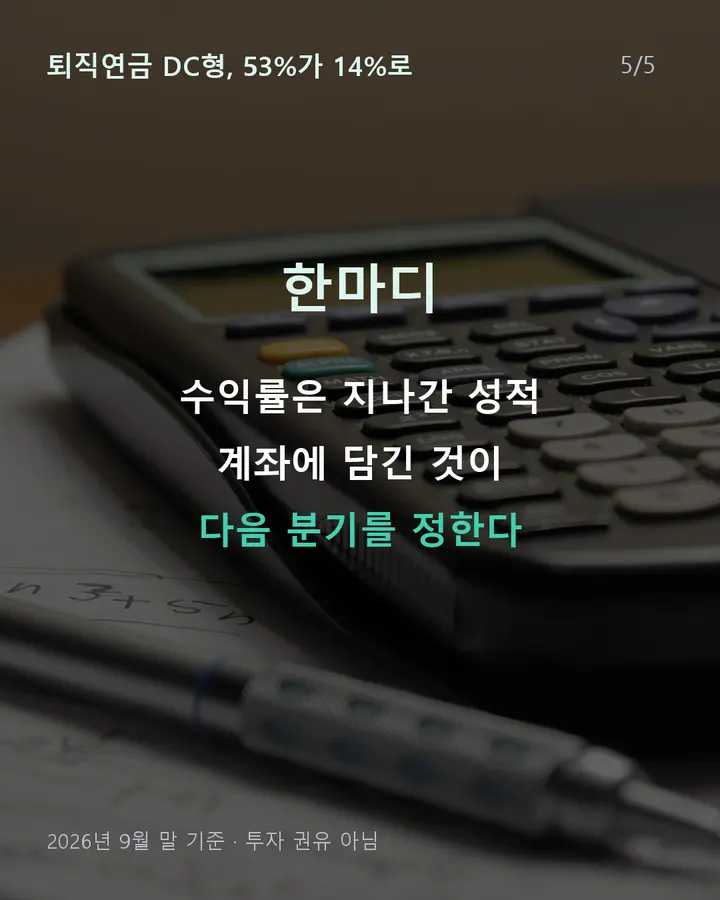 퇴직연금 DC형, 53%가 14%로
5/5
한마디
수익률은 지나간 성적
계좌에 담긴 것이
다음 분기를 정한다
n 3x 5n
2026년 9월 말 기준 · 투자 권유 아님